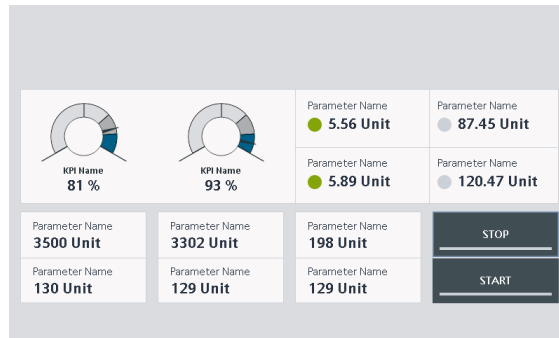 KPI Name
81 %
KPI Name
93 %
Parameter Name
5.56 Unit
Parameter Name
87.45 Unit
Parameter Name
5.89 Unit
Parameter Name
120.47 Unit
Parameter Name
3500 Unit
Parameter Name
3302 Unit
Parameter Name
198 Unit
STOP
Parameter Name
130 Unit
Parameter Name
129 Unit
Parameter Name
129 Unit
START